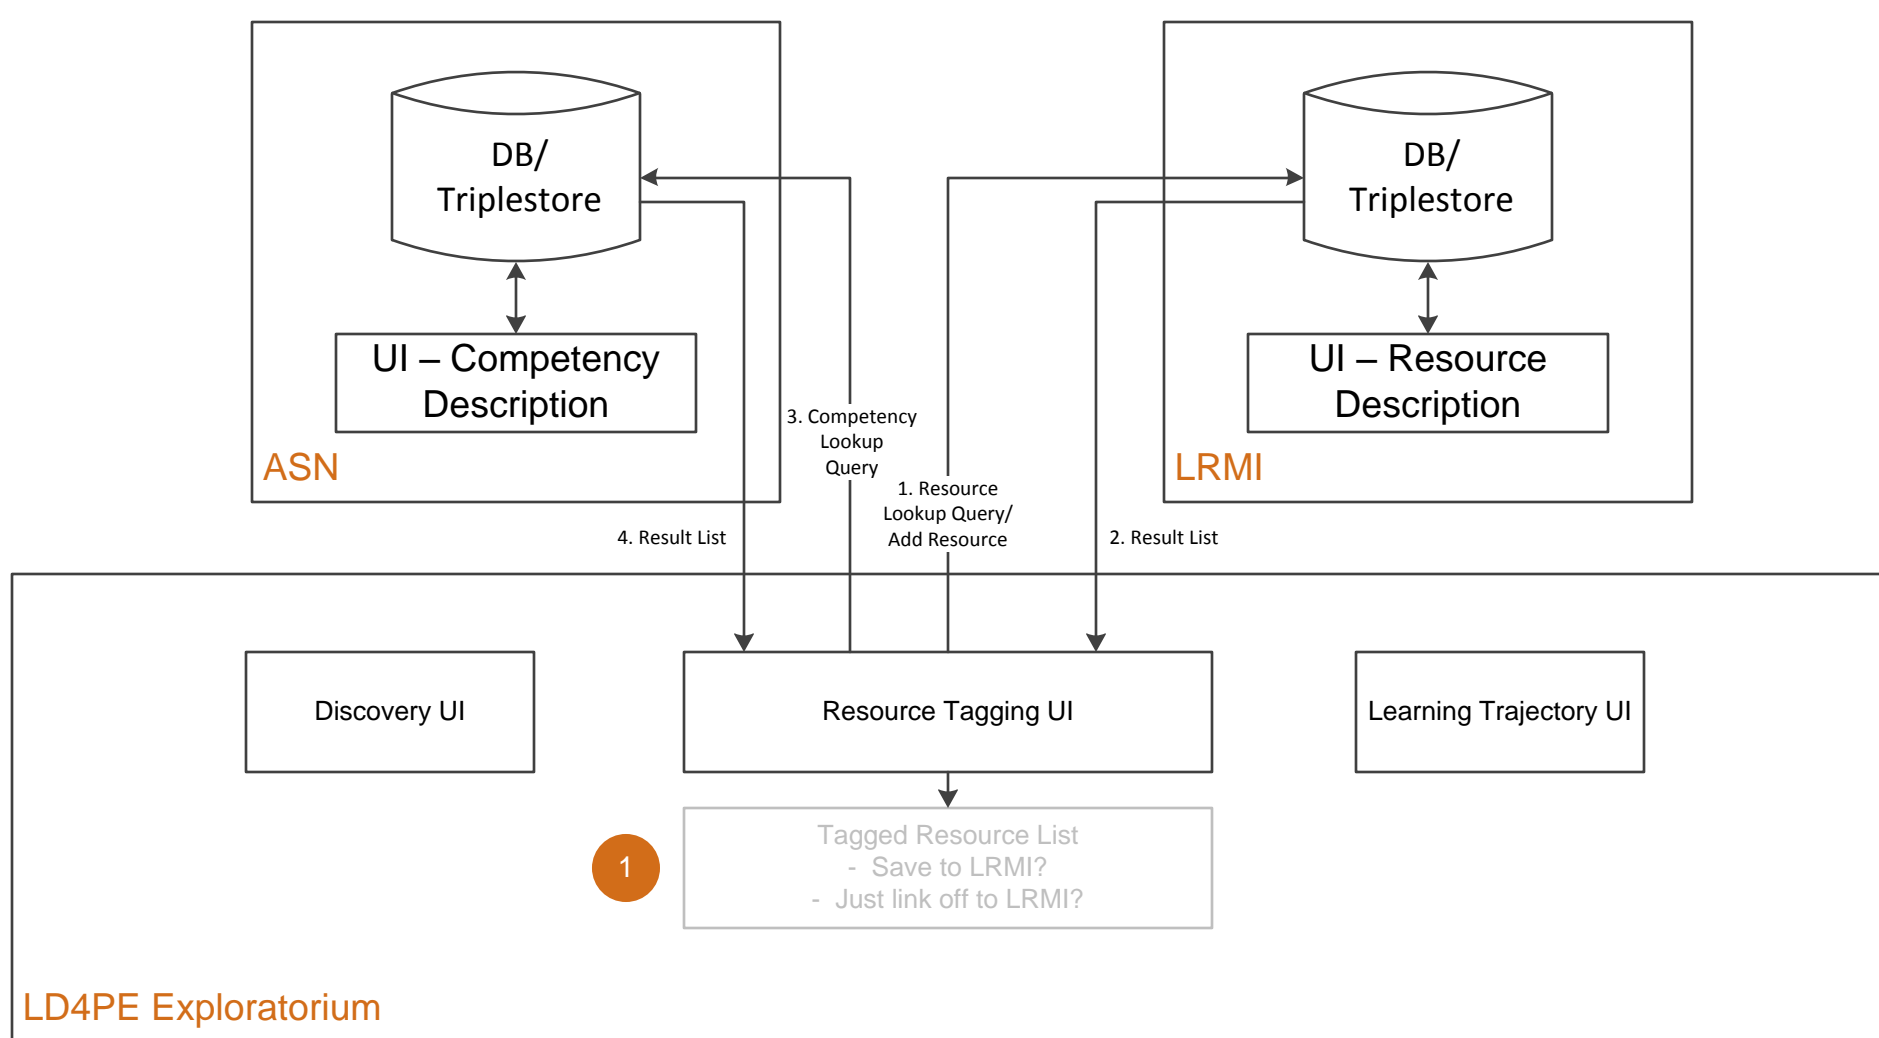 DB/
Triplestore
UI – Competency
Description
ASN
DB/
Triplestore
UI – Resource
Description
LRMI
3. Competency
Lookup
Query
1. Resource
Lookup Query/
Add Resource
4. Result List
2. Result List
Discovery UI
Resource Tagging UI
Learning Trajectory UI
1
Tagged Resource List
- Save to LRMI?
- Just link off to LRMI?
LD4PE Exploratorium